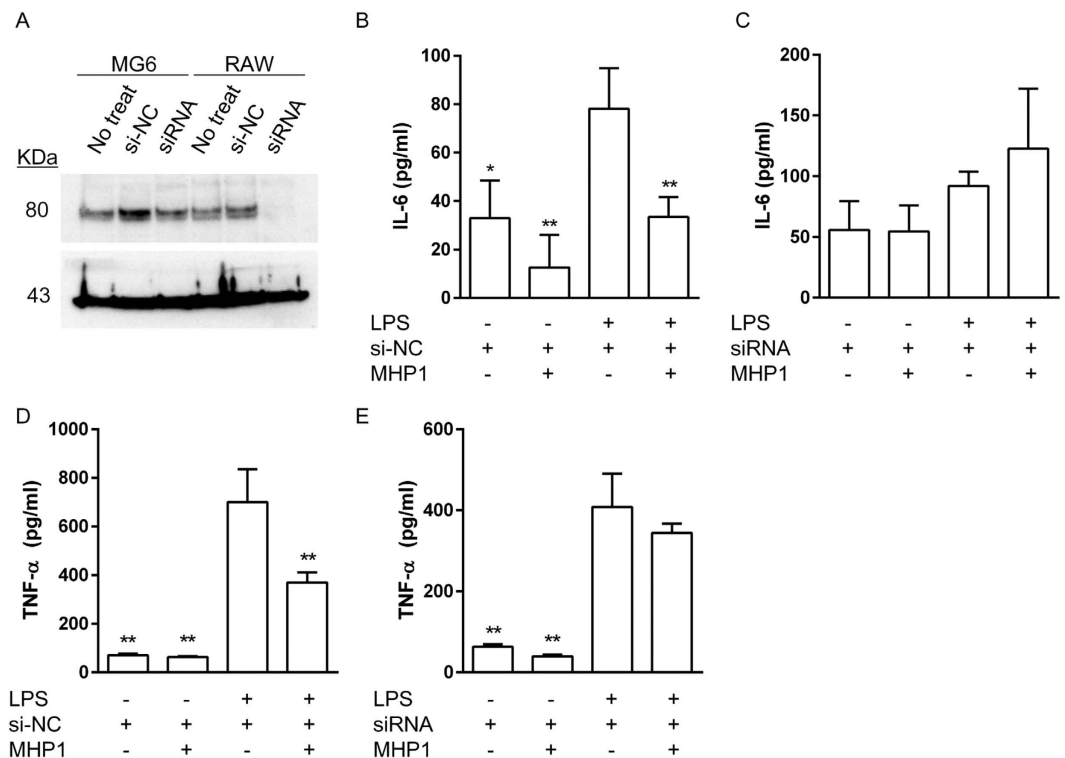 A
MG6 RAW
No treat si-NC siRNA No treat si-NC siRNA
KDa
80
43
B
100
80
60
40
20
0
IL-6 (pg/ml)
* ** **
LPS - - + +
si-NC + + + +
MHP1 - + - +
C
200
150
100
50
0
IL-6 (pg/ml)
LPS - - + +
siRNA + + + +
MHP1 - + - +
D
1000
800
600
400
200
0
TNF-α (pg/ml)
** ** **
LPS - - + +
si-NC + + + +
MHP1 - + - +
E
600
400
200
0
TNF-α (pg/ml)
** **
LPS - - + +
siRNA + + + +
MHP1 - + - +